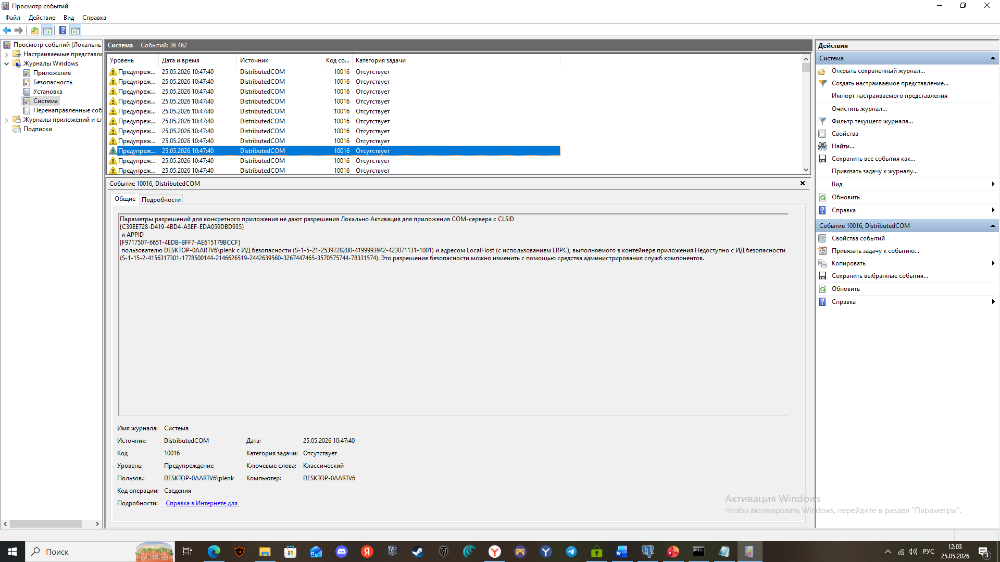 Просмотр событий
Файл Действие Вид Справка
Просмотр событий (Локальнь
Настраиваемые представле
Журналы Windows
Приложение
Безопасность
Установка
Система
Перенаправленные соб
Журналы приложений и сл
Подписки
Система Событий: 36 462
Уровень Дата и время Источник Код со... Категория задачи
Предупреж... 25.05.2026 10:47:40 DistributedCOM 10016 Отсутствует
Предупреж... 25.05.2026 10:47:40 DistributedCOM 10016 Отсутствует
Предупреж... 25.05.2026 10:47:40 DistributedCOM 10016 Отсутствует
Предупреж... 25.05.2026 10:47:40 DistributedCOM 10016 Отсутствует
Предупреж... 25.05.2026 10:47:40 DistributedCOM 10016 Отсутствует
Предупреж... 25.05.2026 10:47:40 DistributedCOM 10016 Отсутствует
Предупреж... 25.05.2026 10:47:40 DistributedCOM 10016 Отсутствует
Предупреж... 25.05.2026 10:47:40 DistributedCOM 10016 Отсутствует
Предупреж... 25.05.2026 10:47:40 DistributedCOM 10016 Отсутствует
Предупреж... 25.05.2026 10:47:40 DistributedCOM 10016 Отсутствует
Предупреж... 25.05.2026 10:47:40 DistributedCOM 10016 Отсутствует
Событие 10016, DistributedCOM
Общие Подробности
Параметры разрешений для конкретного приложения не дают разрешения Локально Активация для приложения COM-сервера с CLSID
{C39EE728-D419-4BD4-A3EF-EDA059DBD935}
и APPID
{F9717507-6651-4EDB-BFF7-AE615179BCCF}
пользователю DESKTOP-0AARTV6\plenk с ИД безопасности (S-1-5-21-2539728200-4199993942-423071131-1001) и адресом LocalHost (с использованием LRPC), выполняемого в контейнере приложения Недоступно с ИД безопасности
(S-1-15-2-4156317301-1778500144-2146626519-2442639560-3267447465-3570575744-78331574). Это разрешение безопасности можно изменить с помощью средства администрирования служб компонентов.
Имя журнала: Система
Источник: DistributedCOM Дата: 25.05.2026 10:47:40
Код 10016 Категория задачи: Отсутствует
Уровень: Предупреждение Ключевые слова: Классический
Пользов.: DESKTOP-0AARTV6\plenk Компьютер: DESKTOP-0AARTV6
Код операции: Сведения
Подробности: Справка в Интернете для
Действия
Система
Открыть сохраненный журнал...
Создать настраиваемое представление...
Импорт настраиваемого представления
Очистить журнал...
Фильтр текущего журнала...
Свойства
Найти...
Сохранить все события как...
Привязать задачу к журналу...
Вид
Обновить
Справка
Событие 10016, DistributedCOM
Свойства событий
Привязать задачу к событию...
Копировать
Сохранить выбранные события...
Обновить
Справка
Активация Windows
Чтобы активировать Windows, перейдите в раздел "Параметры".
Поиск
РУС
12:03
25.05.2026
3